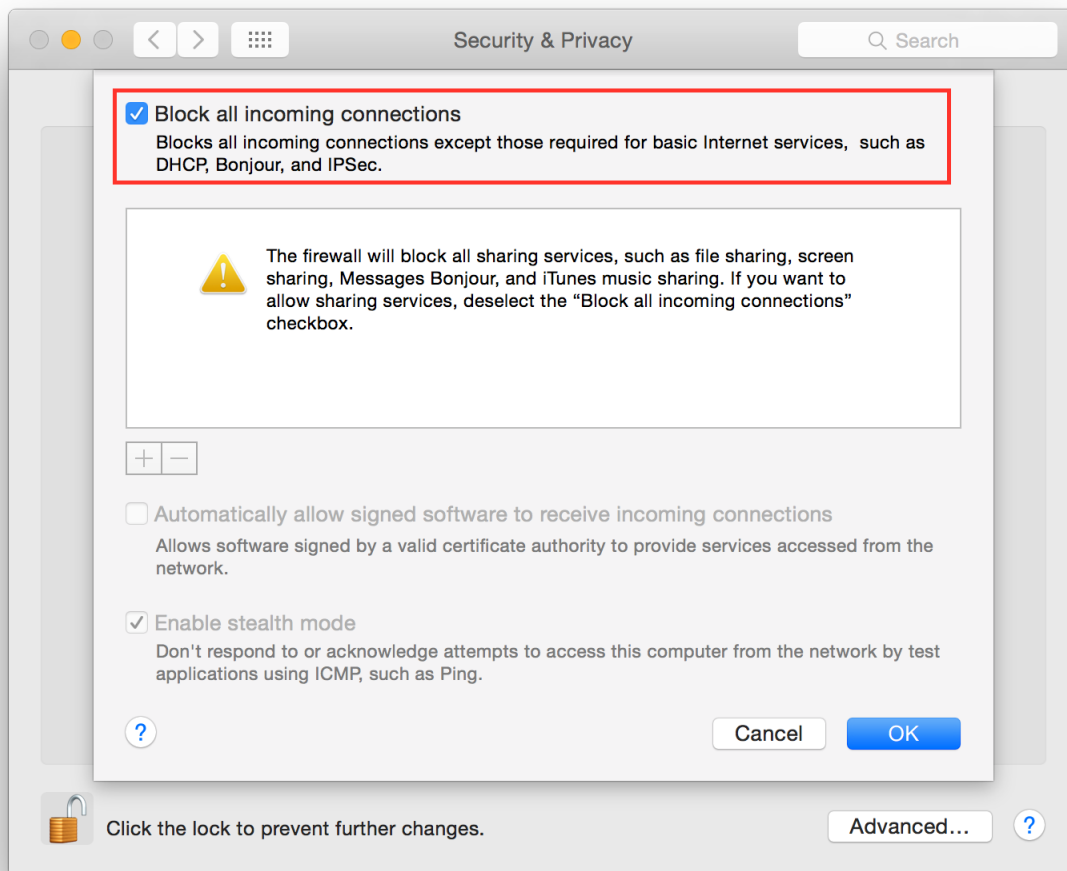 Security & Privacy
Search
Block all incoming connections
Blocks all incoming connections except those required for basic Internet services,  such as
DHCP, Bonjour, and IPSec.
The firewall will block all sharing services, such as file sharing, screen
sharing, Messages Bonjour, and iTunes music sharing. If you want to
allow sharing services, deselect the “Block all incoming connections”
checkbox.
Automatically allow signed software to receive incoming connections
Allows software signed by a valid certificate authority to provide services accessed from the
network.
Enable stealth mode
Don't respond to or acknowledge attempts to access this computer from the network by test
applications using ICMP, such as Ping.
?
Cancel
OK
Click the lock to prevent further changes.
Advanced...
?